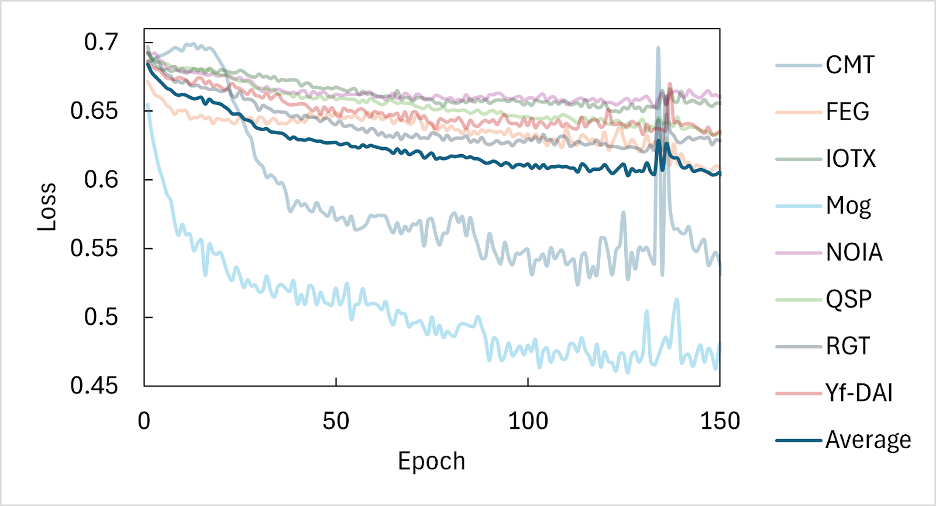 0.7
0.65
0.6
0.55
0.5
0.45
Loss
0 50 100 150
Epoch
CMT
FEG
IOTX
Mog
NOIA
QSP
RGT
Yf-DAI
Average